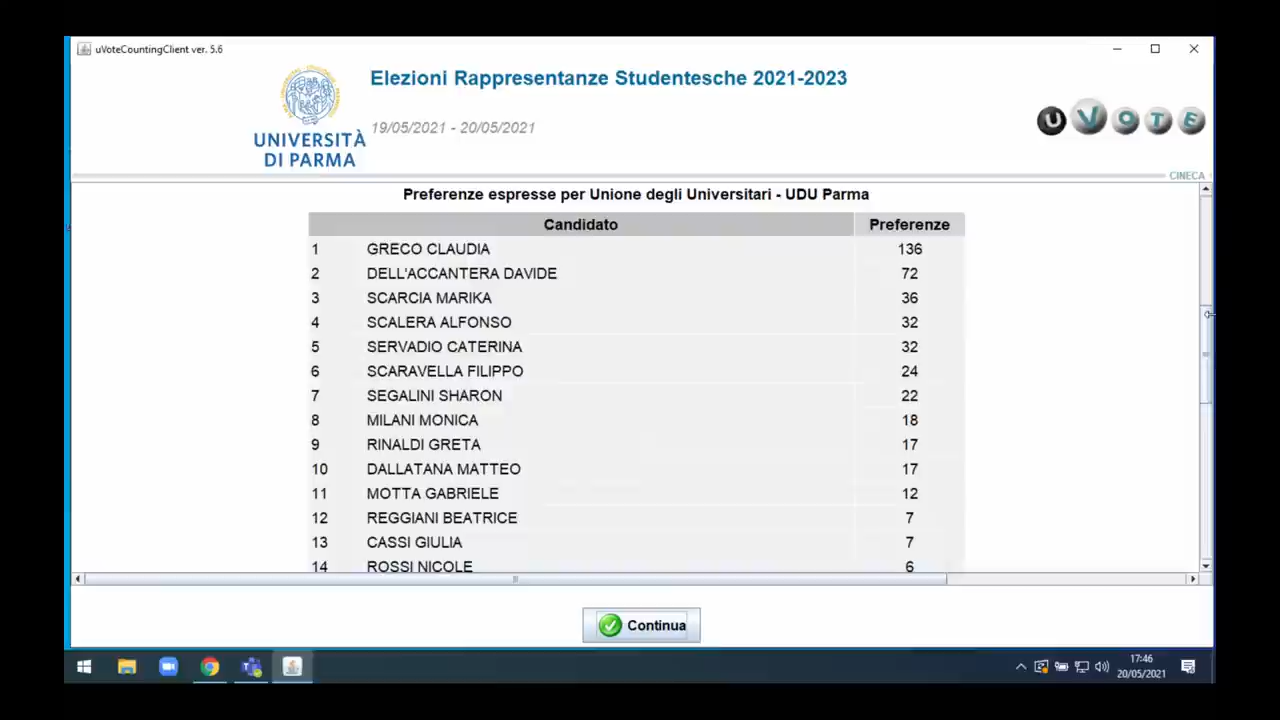 uVoteCountingClient ver. 5.6
Elezioni Rappresentanze Studentesche 2021-2023
19/05/2021 - 20/05/2021
UNIVERSITÀ
DI PARMA
U VOTE
CINECA
Preferenze espresse per Unione degli Universitari - UDU Parma
Candidato Preferenze
1 GRECO CLAUDIA 136
2 DELL'ACCANTERA DAVIDE 72
3 SCARCIA MARIKA 36
4 SCALERA ALFONSO 32
5 SERVADIO CATERINA 32
6 SCARAVELLA FILIPPO 24
7 SEGALINI SHARON 22
8 MILANI MONICA 18
9 RINALDI GRETA 17
10 DALLATANA MATTEO 17
11 MOTTA GABRIELE 12
12 REGGIANI BEATRICE 7
13 CASSI GIULIA 7
14 ROSSI NICOLE 6
Continua
17:46
20/05/2021